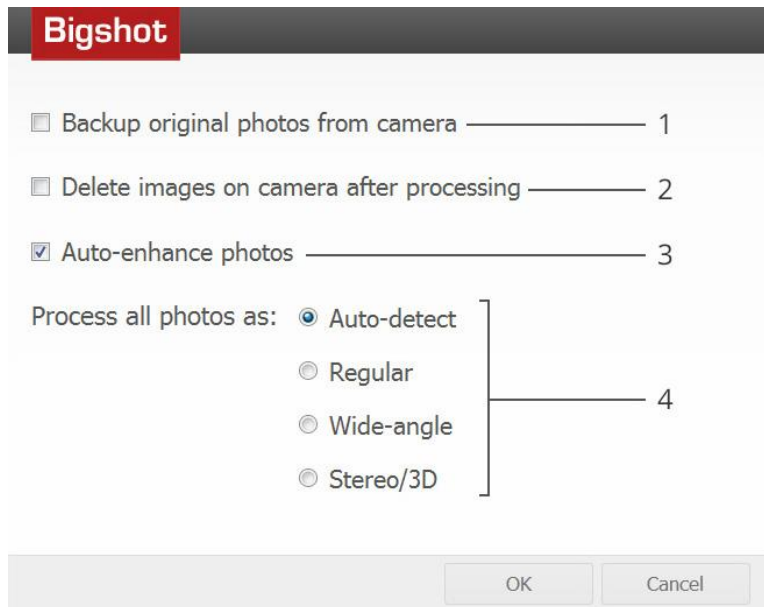 Bigshot
Backup original photos from camera 1
Delete images on camera after processing 2
Auto-enhance photos 3
Process all photos as: Auto-detect
Regular
Wide-angle
4
Stereo/3D
OK Cancel